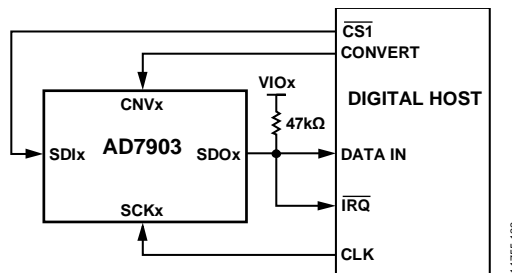 CS1
CONVERT
VIOx
CNVx
DIGITAL HOST
47kΩ
AD7903
SDIx
SDOx
DATA IN
SCKx
IRQ
CLK